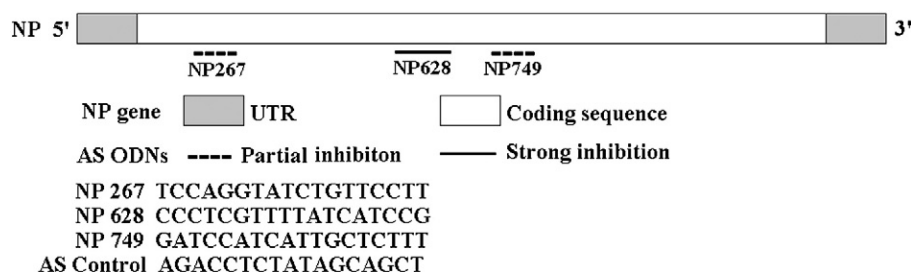 NP 5' 3'
NP267 NP628 NP749
NP gene UTR Coding sequence
AS ODNs Partial inhibiton Strong inhibition
NP 267 TCCAGGTATCTGTTCCTT
NP 628 CCCTCGTTTTATCATCCG
NP 749 GATCCATCATTGCTCTTT
AS Control AGACCTCTATAGCAGCT